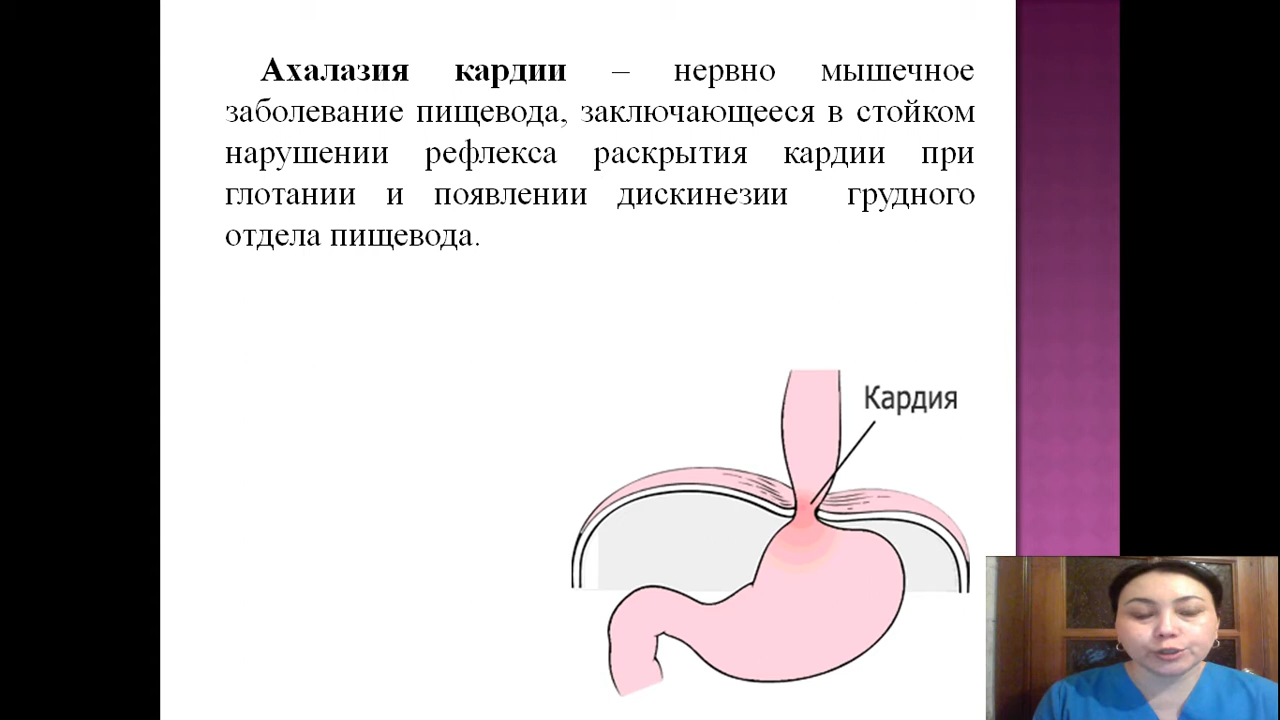 Ахалазия кардии – нервно мышечное
заболевание пищевода, заключающееся в стойком
нарушении рефлекса раскрытия кардии при
глотании и появлении дискинезии грудного
отдела пищевода.
Кардия